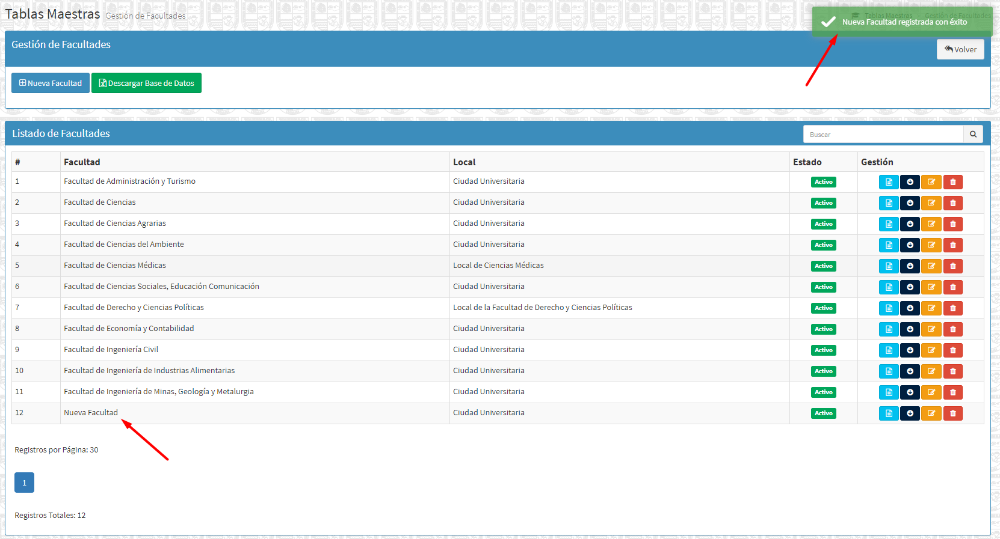 Tablas Maestras Gestión de Facultades
Tablas Maestras Gestión de Facultades
Nueva Facultad registrada con éxito
Gestión de Facultades
Volver
Nueva Facultad Descargar Base de Datos
Listado de Facultades
Buscar
# Facultad Local Estado Gestión
1 Facultad de Administración y Turismo Ciudad Universitaria Activo
2 Facultad de Ciencias Ciudad Universitaria Activo
3 Facultad de Ciencias Agrarias Ciudad Universitaria Activo
4 Facultad de Ciencias del Ambiente Ciudad Universitaria Activo
5 Facultad de Ciencias Médicas Local de Ciencias Médicas Activo
6 Facultad de Ciencias Sociales, Educación Comunicación Ciudad Universitaria Activo
7 Facultad de Derecho y Ciencias Políticas Local de la Facultad de Derecho y Ciencias Políticas Activo
8 Facultad de Economía y Contabilidad Ciudad Universitaria Activo
9 Facultad de Ingeniería Civil Ciudad Universitaria Activo
10 Facultad de Ingeniería de Industrias Alimentarias Ciudad Universitaria Activo
11 Facultad de Ingeniería de Minas, Geología y Metalurgia Ciudad Universitaria Activo
12 Nueva Facultad Ciudad Universitaria Activo
Registros por Página: 30
1
Registros Totales: 12